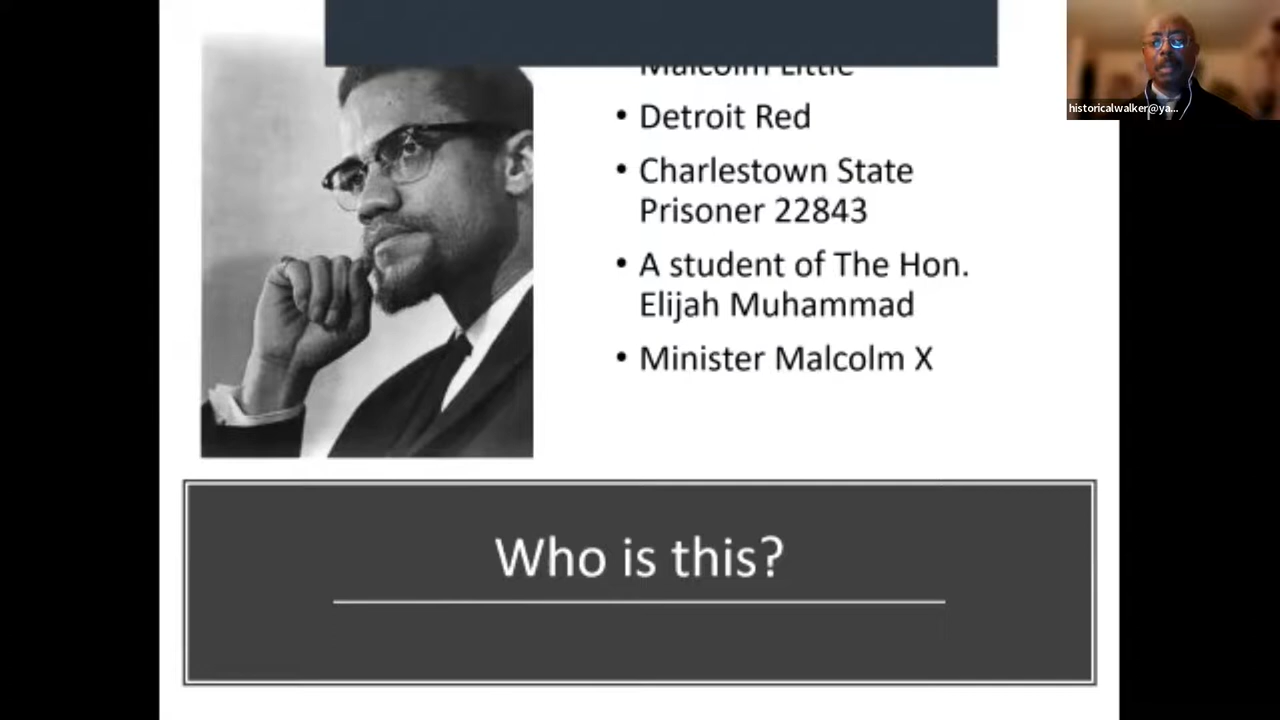 Malcolm Little
• Detroit Red
• Charlestown State
Prisoner 22843
• A student of The Hon.
Elijah Muhammad
• Minister Malcolm X
Who is this?
historicalwalker@ya...